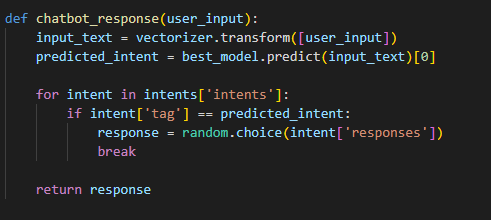 def chatbot_response(user_input):
    input_text = vectorizer.transform([user_input])
    predicted_intent = best_model.predict(input_text)[0]

    for intent in intents['intents']:
        if intent['tag'] == predicted_intent:
            response = random.choice(intent['responses'])
            break

    return response